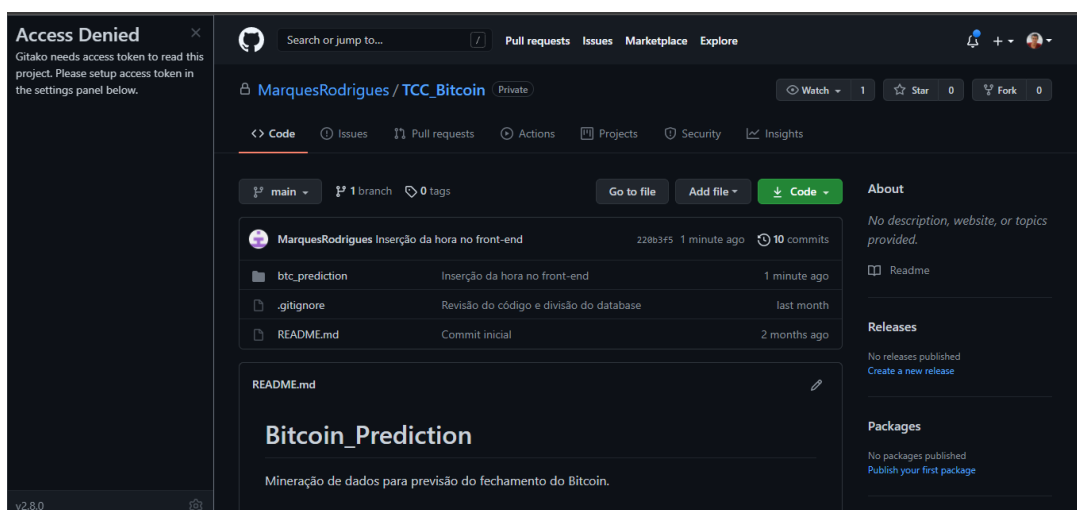 Access Denied
Gitako needs access token to read this
project. Please setup access token in
the settings panel below.
v2.8.0
Search or jump to... /
Pull requests Issues Marketplace Explore
MarquesRodrigues / TCC_Bitcoin Private
Watch 1 Star 0 Fork 0
Code Issues Pull requests Actions Projects Security Insights
main 1 branch 0 tags Go to file Add file Code
MarquesRodrigues Inserção da hora no front-end 220b3f5 1 minute ago 10 commits
btc_prediction Inserção da hora no front-end 1 minute ago
.gitignore Revisão do código e divisão do database last month
README.md Commit inicial 2 months ago
README.md
Bitcoin_Prediction
Mineração de dados para previsão do fechamento do Bitcoin.
About
No description, website, or topics
provided.
Readme
Releases
No releases published
Create a new release
Packages
No packages published
Publish your first package